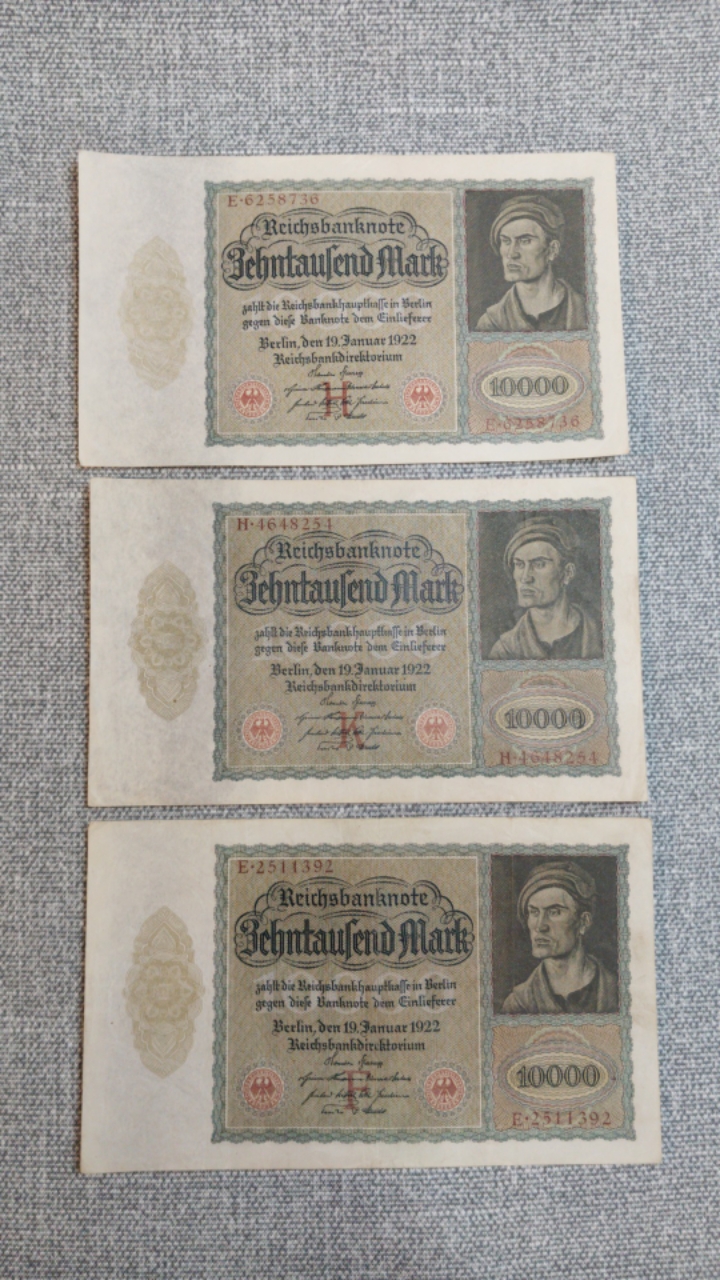 E·6258736
Reichsbanknote
Zehntausend Mark
zahlt die Reichsbankhauptkasse in Berlin
gegen diese Banknote dem Einlieferer
Berlin, den 19. Januar 1922
Reichsbankdirektorium
H
10000
E·6258736
H·4648254
Reichsbanknote
Zehntausend Mark
zahlt die Reichsbankhauptkasse in Berlin
gegen diese Banknote dem Einlieferer
Berlin, den 19. Januar 1922
Reichsbankdirektorium
K
10000
H·4648254
E·2511392
Reichsbanknote
Zehntausend Mark
zahlt die Reichsbankhauptkasse in Berlin
gegen diese Banknote dem Einlieferer
Berlin, den 19. Januar 1922
Reichsbankdirektorium
F
10000
E·2511392